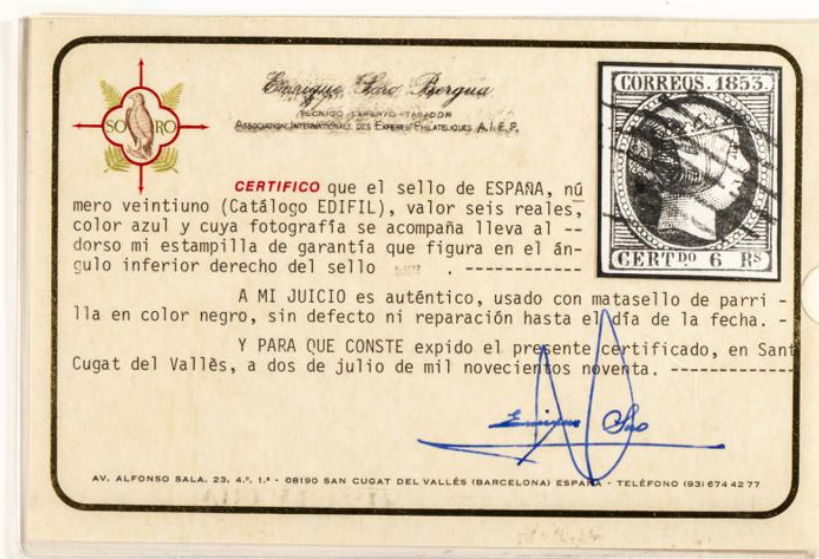 SO RO
Enrique Soro Bergua
TECNICO - EXPERTO - TASADOR
ASSOCIATION INTERNATIONALE DES EXPERTS PHILATELIQUES A.I.E.P.
CORREOS. 1853.
CERTDO 6 RS
CERTIFICO que el sello de ESPAÑA, nú
mero veintiuno (Catálogo EDIFIL), valor seis reales,
color azul y cuya fotografía se acompaña lleva al --
dorso mi estampilla de garantía que figura en el án-
gulo inferior derecho del sello . ------------
A MI JUICIO es auténtico, usado con matasello de parri -
lla en color negro, sin defecto ni reparación hasta el día de la fecha. -
Y PARA QUE CONSTE expido el presente certificado, en Sant
Cugat del Vallès, a dos de julio de mil novecientos noventa. ------------
Enrique Soro
AV. ALFONSO SALA. 23, 4.º. 1.ª - 08190 SAN CUGAT DEL VALLÉS (BARCELONA) ESPAÑA - TELÉFONO (93) 674 42 77